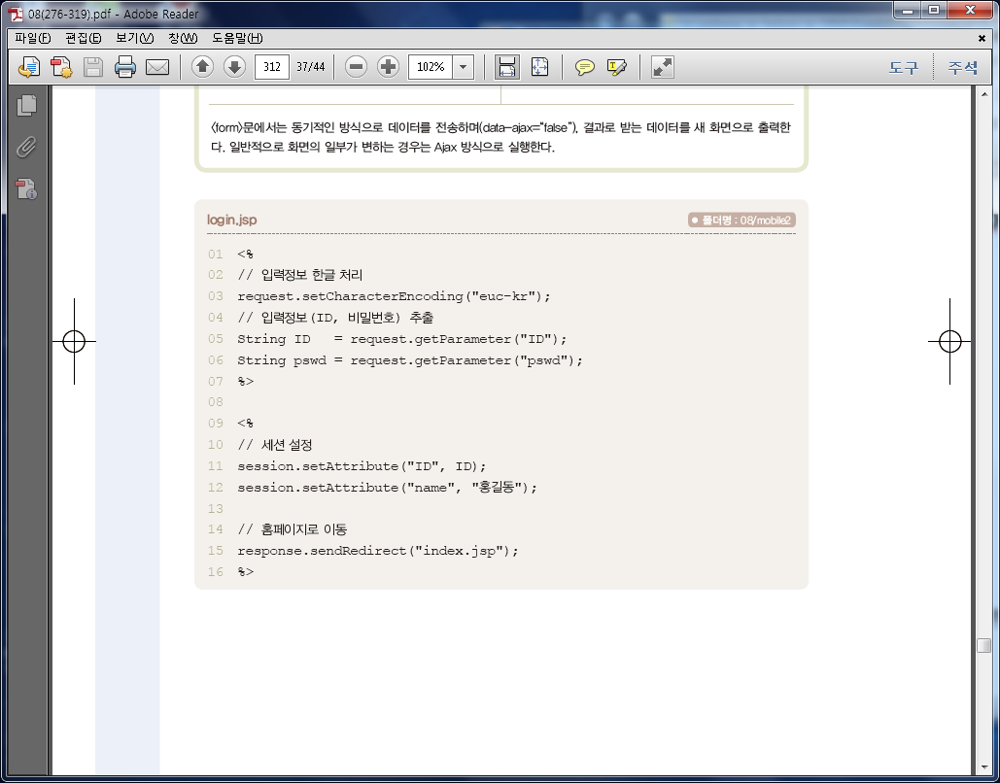 08(276-319).pdf - Adobe Reader
파일(F) 편집(E) 보기(V) 창(W) 도움말(H)
312 37/44 102% 도구 주석
〈form〉문에서는 동기적인 방식으로 데이터를 전송하며(data-ajax="false"), 결과로 받는 데이터를 새 화면으로 출력한
다. 일반적으로 화면의 일부가 변하는 경우는 Ajax 방식으로 실행한다.
login.jsp
● 폴더명 : 08/mobile2
01 <%
02 // 입력정보 한글 처리
03 request.setCharacterEncoding("euc-kr");
04 // 입력정보(ID, 비밀번호) 추출
05 String ID   = request.getParameter("ID");
06 String pswd = request.getParameter("pswd");
07 %>
08
09 <%
10 // 세션 설정
11 session.setAttribute("ID", ID);
12 session.setAttribute("name", "홍길동");
13
14 // 홈페이지로 이동
15 response.sendRedirect("index.jsp");
16 %>